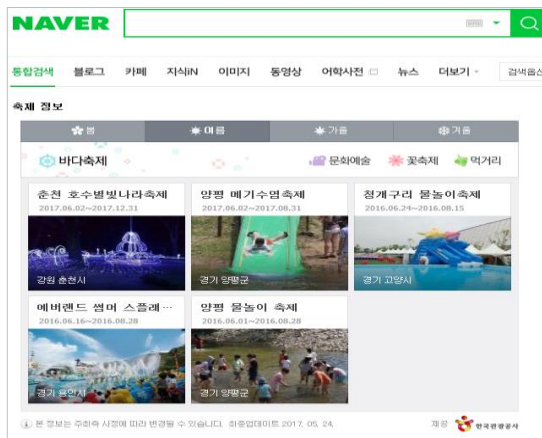 NAVER
통합검색 블로그 카페 지식iN 이미지 동영상 어학사전 뉴스 더보기 검색옵션
축제 정보
봄 여름 가을 겨울
바다축제 문화예술 꽃축제 먹거리
춘천 호수별빛나라축제 양평 메기수염축제 청개구리 물놀이축제
2017.06.02~2017.12.31 2017.06.02~2017.08.31 2016.06.24~2016.08.15
강원 춘천시 경기 양평군 경기 고양시
에버랜드 썸머 스플래… 양평 물놀이 축제
2016.06.16~2016.08.28 2016.06.01~2016.08.28
경기 용인시 경기 양평군
본 정보는 주최측 사정에 따라 변경될 수 있습니다. 최종업데이트 2017. 05. 24. 제공 한국관광공사